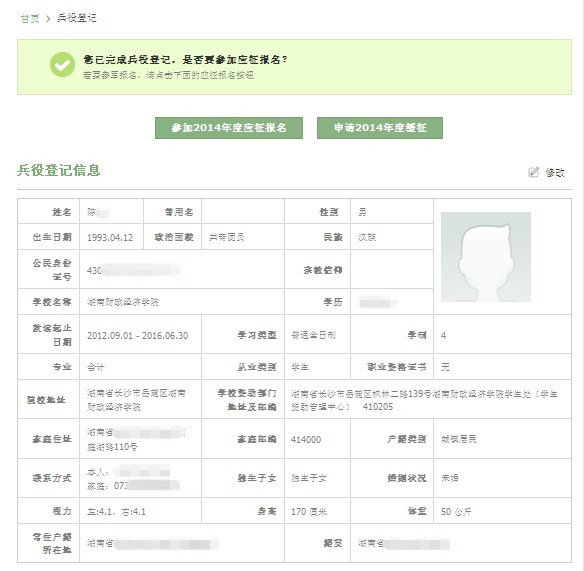 首页 > 兵役登记
您已完成兵役登记。是否要参加应征报名？
若要参军报名，请点击下面的应征报名按钮
参加2014年度应征报名 申请2014年度缓征
兵役登记信息 修改
姓名 陈 曾用名 性别 男
出生日期 1993.04.12 政治面貌 共青团员 民族 汉族
公民身份证号 430 宗教信仰
学校名称 湖南财政经济学院 学历
就读起止日期 2012.09.01 - 2016.06.30 学习类型 普通全日制 学制 4
专业 会计 从业类别 学生 职业资格证书 无
院校地址 湖南省长沙市岳麓区湖南
财政经济学院
学校资助部门
地址及邮编
湖南省长沙市岳麓区枫林二路139号湖南财政经济学院学生处（学生
资助管理中心） 410205
家庭住址 湖南省
庭湖路110号
家庭邮编 414000 户籍类别 城镇居民
联系方式 本人：
家庭：073
独生子女 独生子女 婚姻状况 未婚
视力 左:4.1，右:4.1 身高 170 厘米 体重 50 公斤
常住户籍
所在地
湖南省 籍贯 湖南省